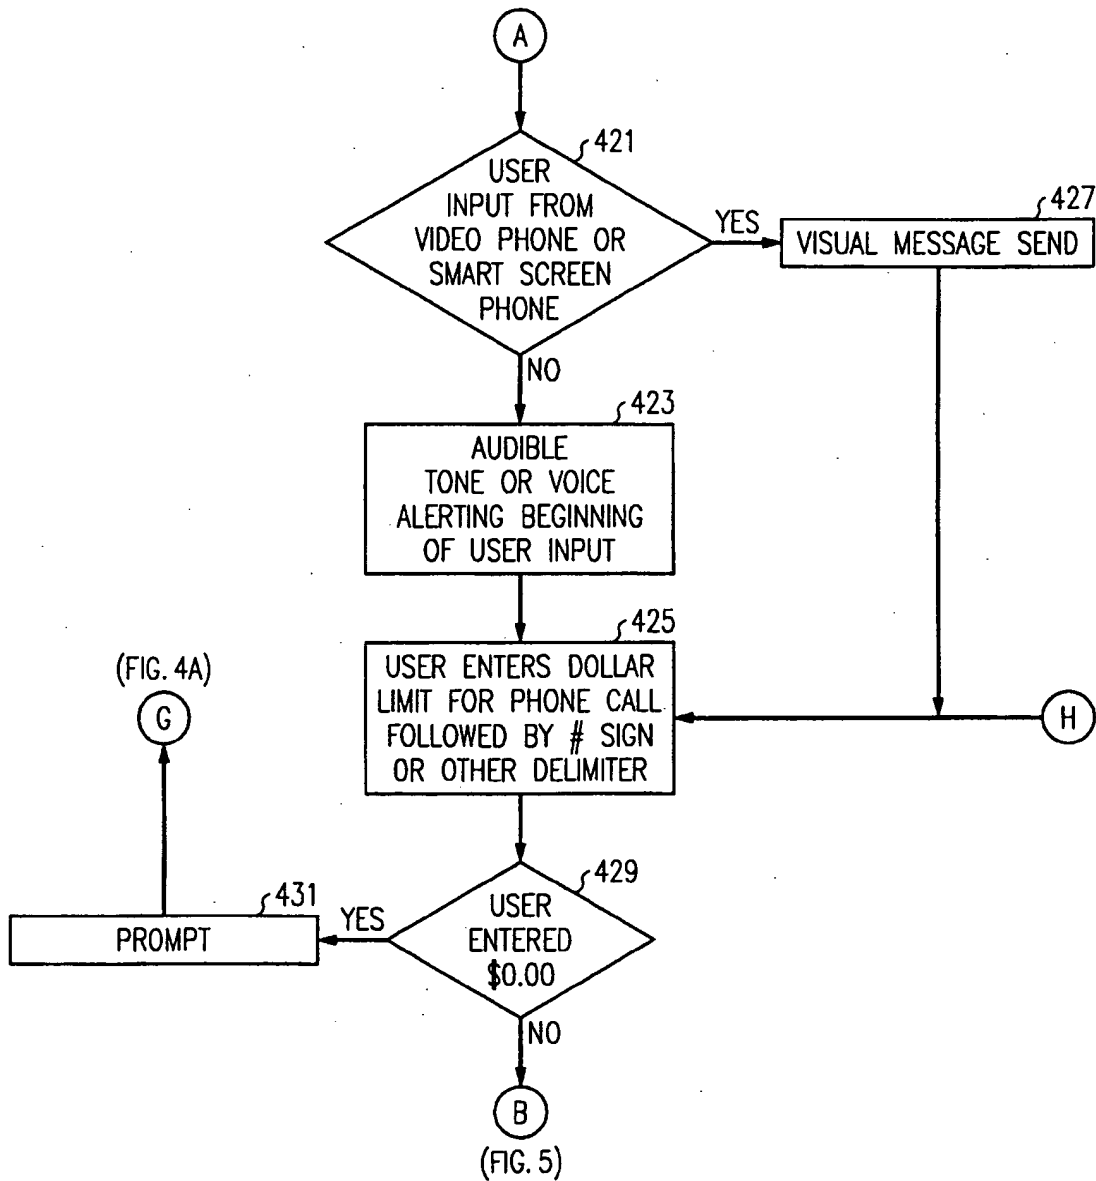 A
421
USER
INPUT FROM
VIDEO PHONE OR
SMART SCREEN
PHONE
YES
427
VISUAL MESSAGE SEND
NO
423
AUDIBLE
TONE OR VOICE
ALERTING BEGINNING
OF USER INPUT
425
USER ENTERS DOLLAR
LIMIT FOR PHONE CALL
FOLLOWED BY # SIGN
OR OTHER DELIMITER
H
(FIG. 4A)
G
429
USER
ENTERED
$0.00
YES
431
PROMPT
NO
B
(FIG. 5)